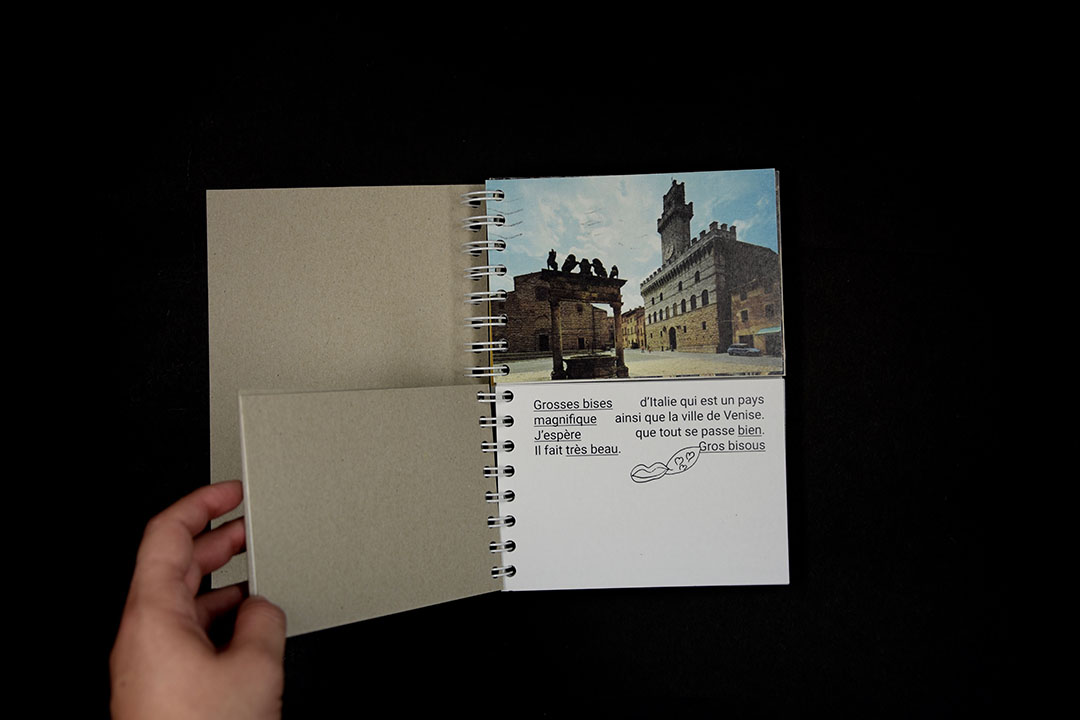 Grosses bises d’Italie qui est un pays
magnifique ainsi que la ville de Venise.
J’espère que tout se passe bien.
Il fait très beau. Gros bisous